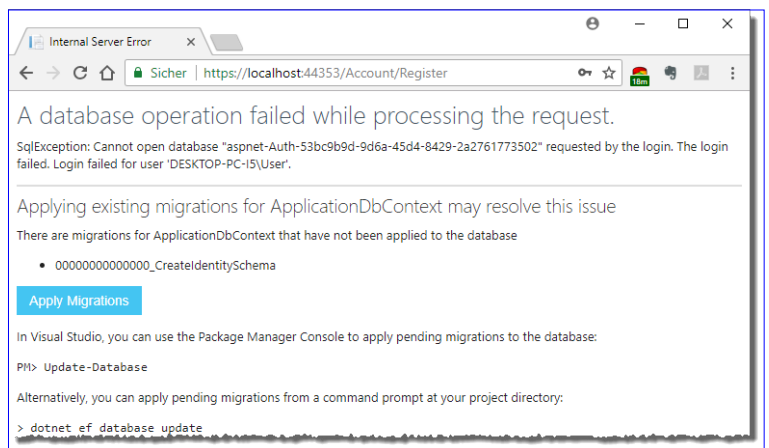 Internal Server Error
Sicher | https://localhost:44353/Account/Register
18m
A database operation failed while processing the request.
SqlException: Cannot open database "aspnet-Auth-53bc9b9d-9d6a-45d4-8429-2a2761773502" requested by the login. The login
failed. Login failed for user 'DESKTOP-PC-I5\User'.
Applying existing migrations for ApplicationDbContext may resolve this issue
There are migrations for ApplicationDbContext that have not been applied to the database
• 00000000000000_CreateIdentitySchema
Apply Migrations
In Visual Studio, you can use the Package Manager Console to apply pending migrations to the database:
PM> Update-Database
Alternatively, you can apply pending migrations from a command prompt at your project directory:
> dotnet ef database update